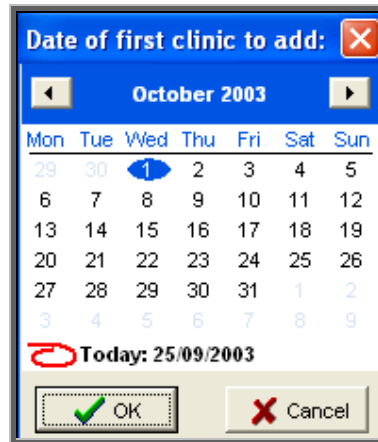 Date of first clinic to add:
October 2003
Mon Tue Wed Thu Fri Sat Sun
29 30 1 2 3 4 5
6 7 8 9 10 11 12
13 14 15 16 17 18 19
20 21 22 23 24 25 26
27 28 29 30 31 1 2
3 4 5 6 7 8 9
Today: 25/09/2003
OK Cancel